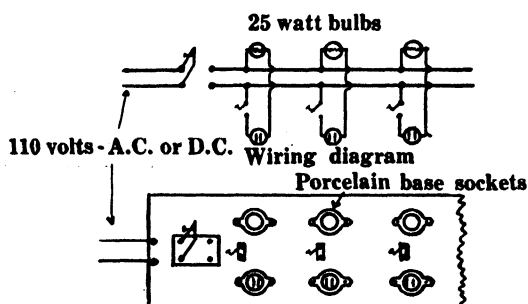 25 watt bulbs
110 volts - A.C. or D.C.
Wiring diagram
Porcelain base sockets